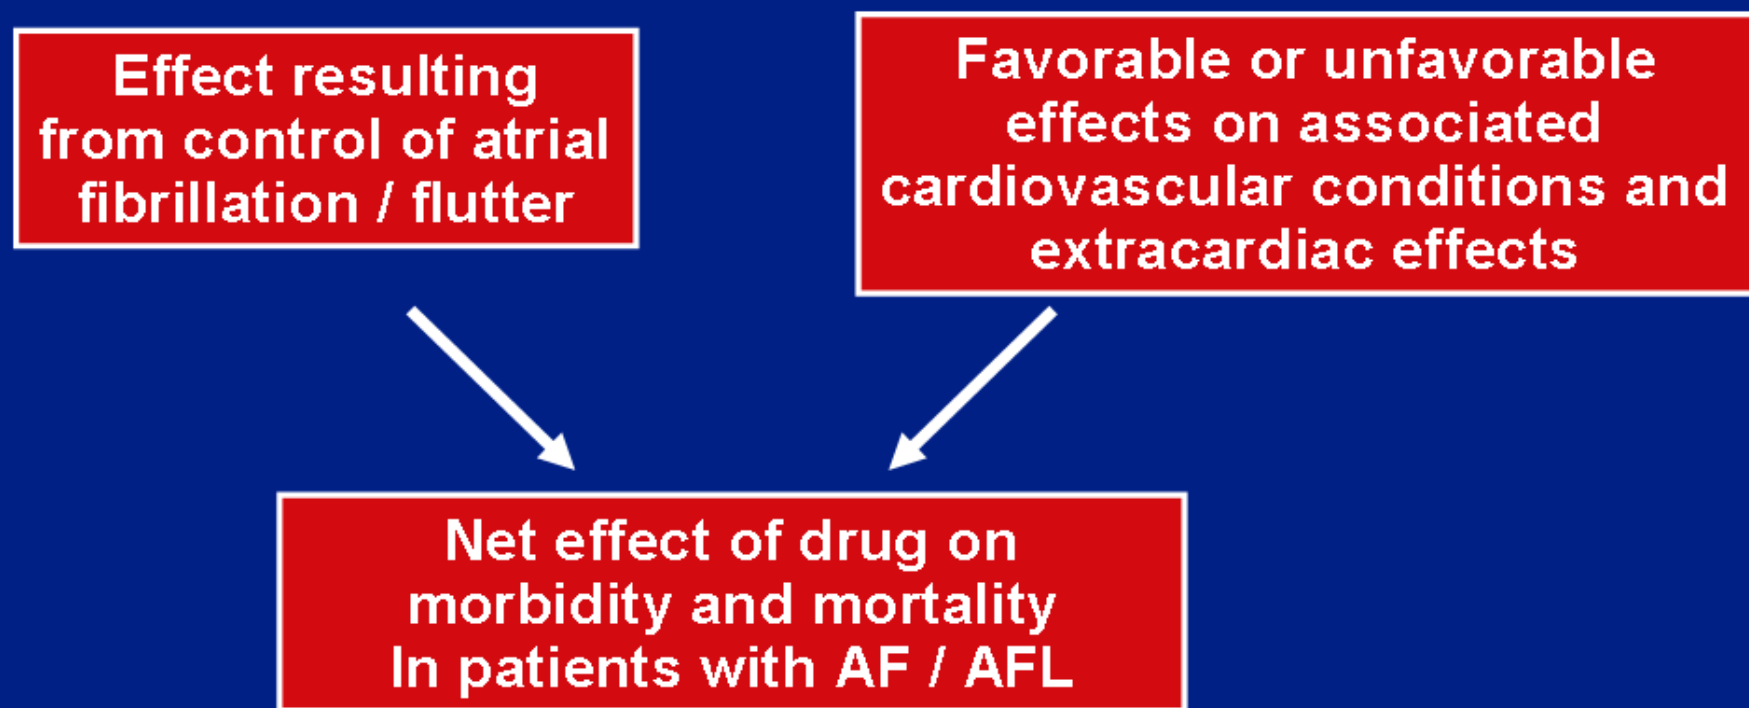 Effect resulting
from control of atrial
fibrillation / flutter
Favorable or unfavorable
effects on associated
cardiovascular conditions and
extracardiac effects
Net effect of drug on
morbidity and mortality
In patients with AF / AFL